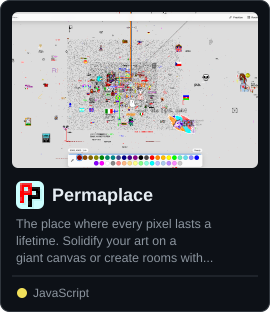 Permaplace
The place where every pixel lasts a
lifetime. Solidify your art on a
giant canvas or create rooms with...
JavaScript